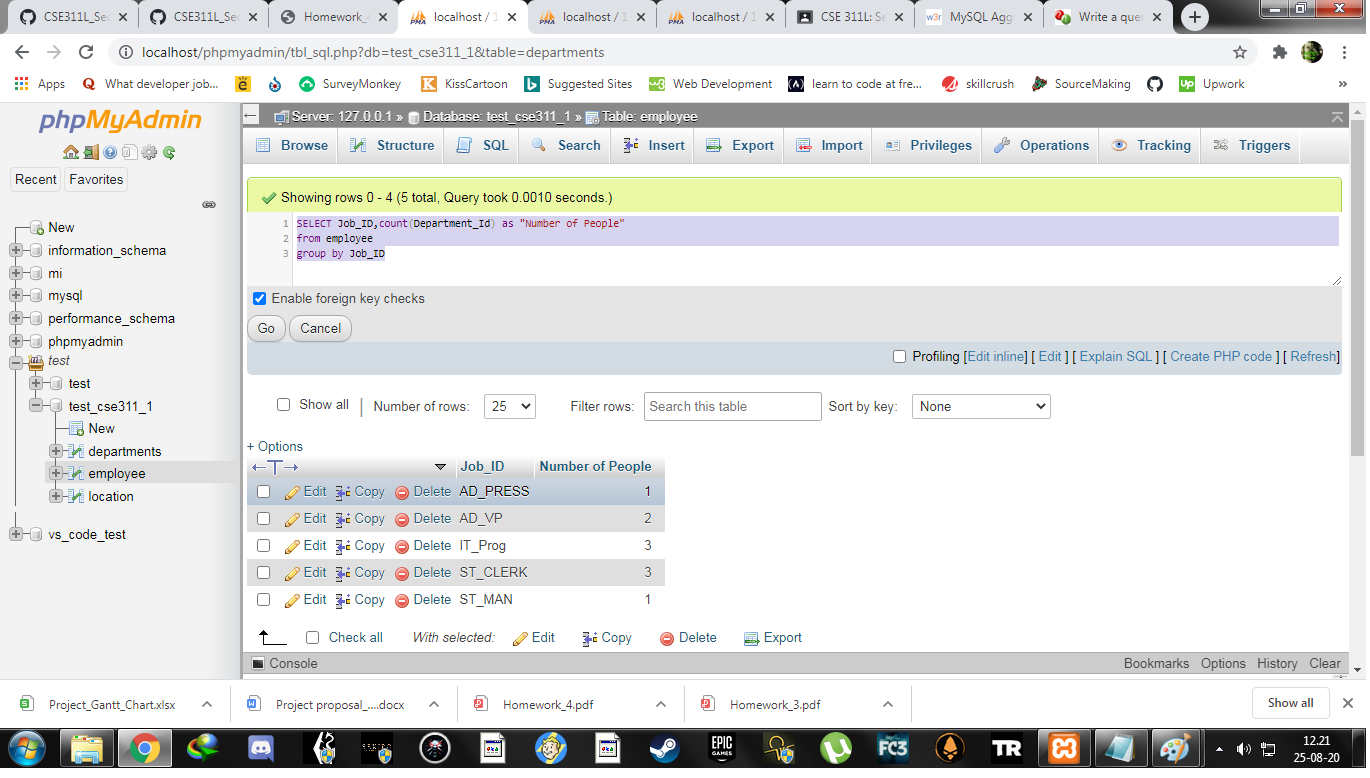 CSE311L_Sec
CSE311L_Sec
Homework_4
localhost / 1
localhost / 1
localhost / 1
CSE 311L: Se
MySQL Agg
Write a quer
localhost/phpmyadmin/tbl_sql.php?db=test_cse311_1&table=departments
Apps
What developer job...
SurveyMonkey
KissCartoon
Suggested Sites
Web Development
learn to code at fre...
skillcrush
SourceMaking
Upwork
phpMyAdmin
Recent
Favorites
New
information_schema
mi
mysql
performance_schema
phpmyadmin
test
test
test_cse311_1
New
departments
employee
location
vs_code_test
Server: 127.0.0.1 » Database: test_cse311_1 » Table: employee
Browse
Structure
SQL
Search
Insert
Export
Import
Privileges
Operations
Tracking
Triggers
Showing rows 0 - 4 (5 total, Query took 0.0010 seconds.)
1 SELECT Job_ID,count(Department_Id) as "Number of People"
2 from employee
3 group by Job_ID
Enable foreign key checks
Go
Cancel
Profiling [Edit inline] [ Edit ] [ Explain SQL ] [ Create PHP code ] [ Refresh]
Show all | Number of rows: 25 Filter rows: Search this table Sort by key: None
+ Options
←T→ Job_ID Number of People
Edit Copy Delete AD_PRESS 1
Edit Copy Delete AD_VP 2
Edit Copy Delete IT_Prog 3
Edit Copy Delete ST_CLERK 3
Edit Copy Delete ST_MAN 1
Check all With selected: Edit Copy Delete Export
Console
Bookmarks Options History Clear
Project_Gantt_Chart.xlsx
Project proposal_....docx
Homework_4.pdf
Homework_3.pdf
Show all
EPIC
GAMES
FC3
TR
12.21
25-08-20